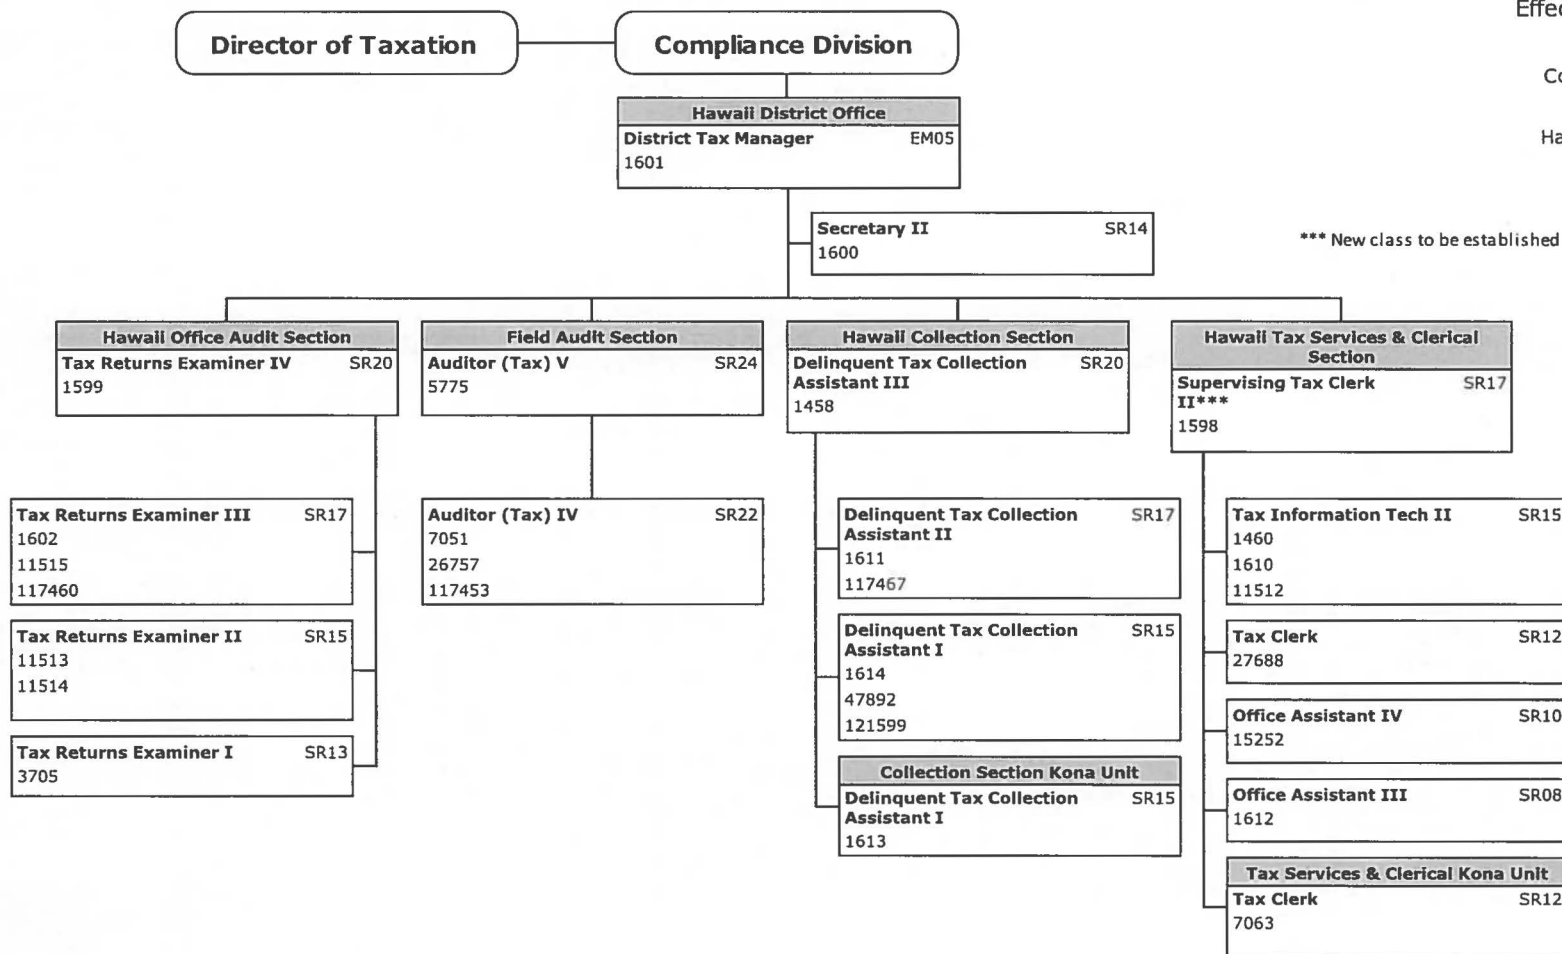 Effec
Director of Taxation
Compliance Division
Co
Hawaii District Office
District Tax Manager EM05
1601
Ha
Secretary II SR14
1600
*** New class to be established
Hawaii Office Audit Section
Tax Returns Examiner IV SR20
1599
Field Audit Section
Auditor (Tax) V SR24
5775
Hawaii Collection Section
Delinquent Tax Collection SR20
Assistant III
1458
Hawaii Tax Services & Clerical
Section
Supervising Tax Clerk SR17
II***
1598
Tax Returns Examiner III SR17
1602
11515
117460
Tax Returns Examiner II SR15
11513
11514
Tax Returns Examiner I SR13
3705
Auditor (Tax) IV SR22
7051
26757
117453
Delinquent Tax Collection SR17
Assistant II
1611
117467
Delinquent Tax Collection SR15
Assistant I
1614
47892
121599
Collection Section Kona Unit
Delinquent Tax Collection SR15
Assistant I
1613
Tax Information Tech II SR15
1460
1610
11512
Tax Clerk SR12
27688
Office Assistant IV SR10
15252
Office Assistant III SR08
1612
Tax Services & Clerical Kona Unit
Tax Clerk SR12
7063